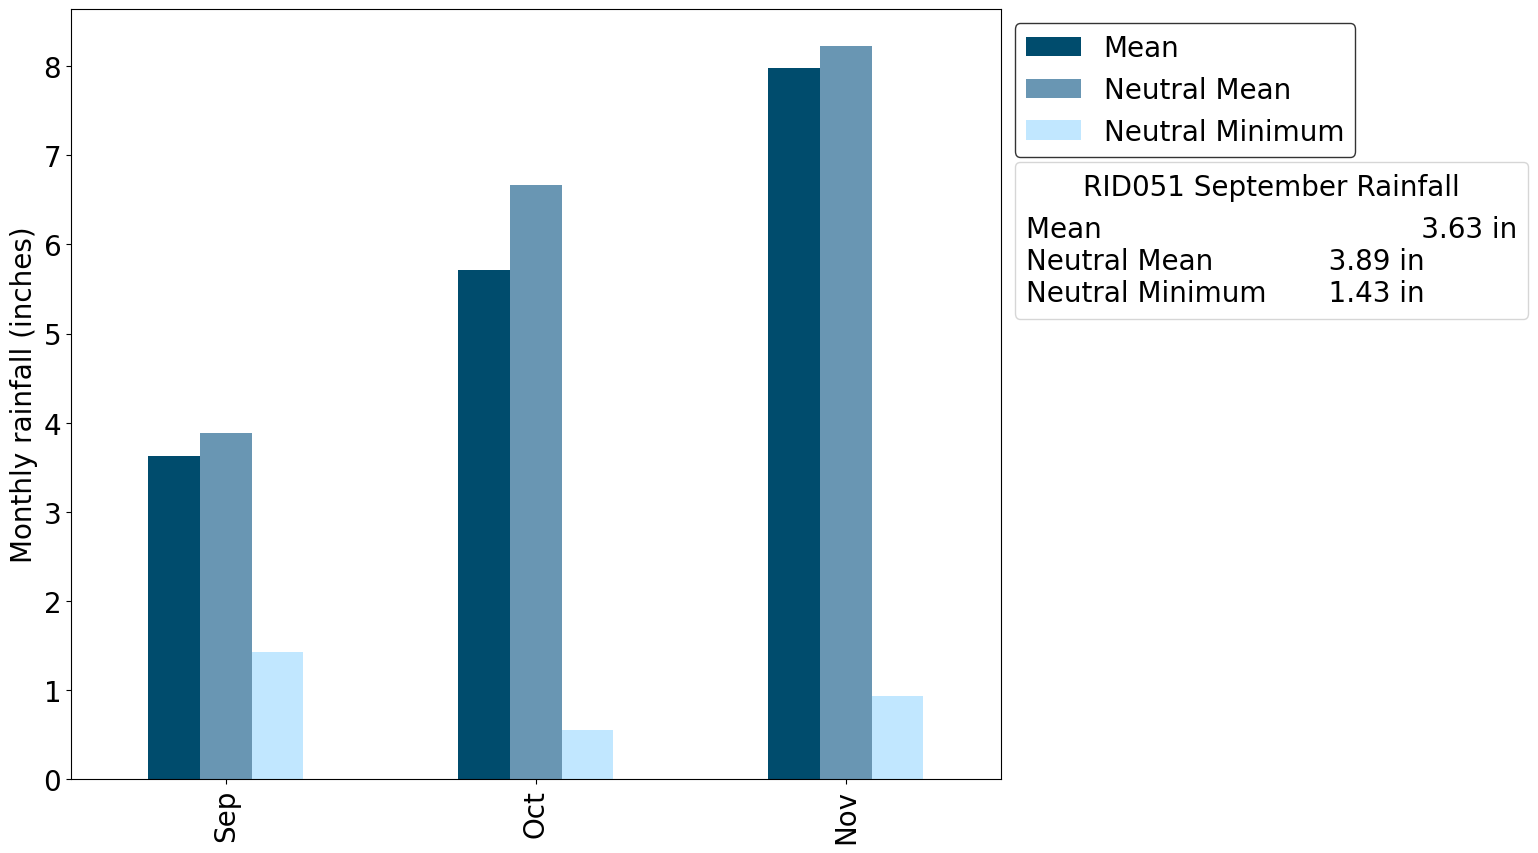 Monthly rainfall (inches)
8
7
6
5
4
3
2
1
0
Sep
Oct
Nov
Mean
Neutral Mean
Neutral Minimum
RID051 September Rainfall
Mean 3.63 in
Neutral Mean 3.89 in
Neutral Minimum 1.43 in